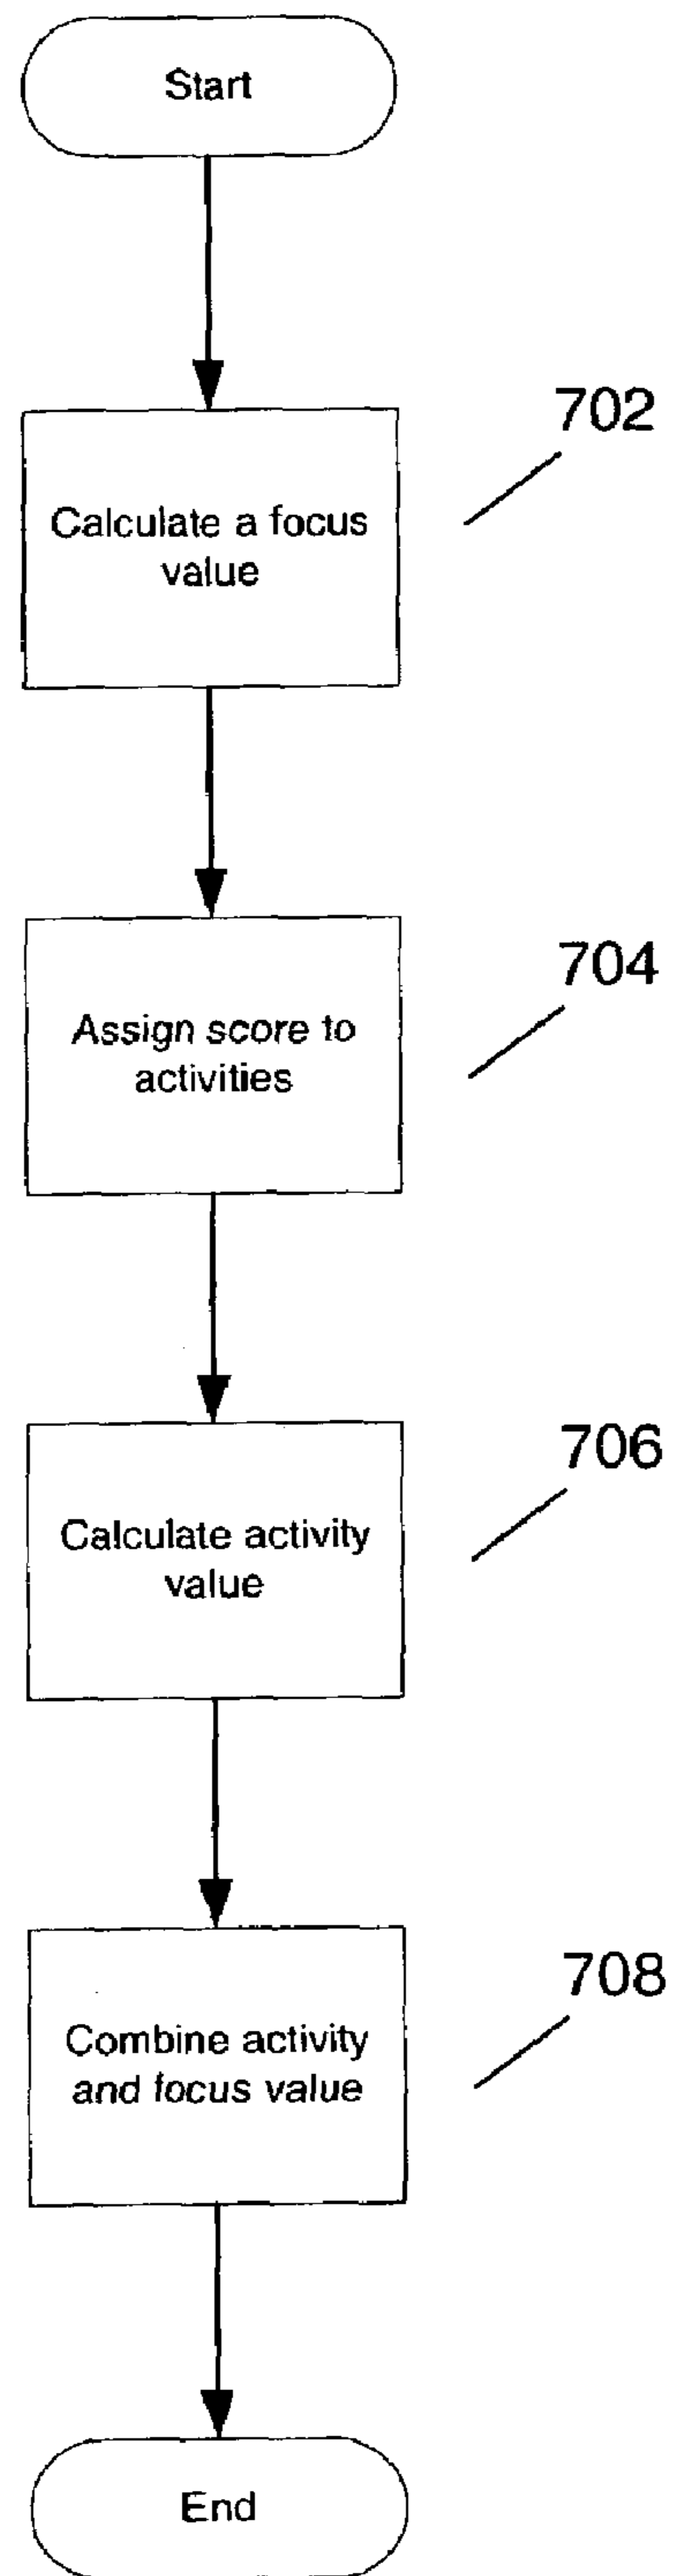 Start
702
Calculate a focus
value
704
Assign score to
activities
706
Calculate activity
value
708
Combine activity
and focus value
End